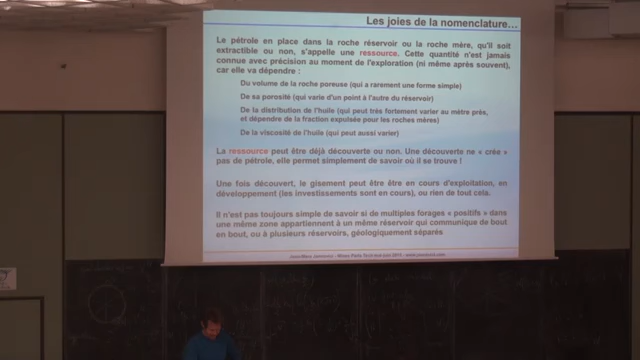 Les joies de la nomenclature…
Le pétrole en place dans la roche réservoir ou la roche mère, qu'il soit
extractible ou non, s'appelle une ressource. Cette quantité n'est jamais
connue avec précision au moment de l'exploration (ni même après souvent),
car elle va dépendre :
Du volume de la roche poreuse (qui a rarement une forme simple)
De sa porosité (qui varie d'un point à l'autre du réservoir)
De la distribution de l'huile (qui peut très fortement varier au mètre près,
et dépendre de la fraction expulsée pour les roches mères)
De la viscosité de l'huile (qui peut aussi varier)
La ressource peut être déjà découverte ou non. Une découverte ne « crée »
pas de pétrole, elle permet simplement de savoir où il se trouve !
Une fois découvert, le gisement peut être être en cours d'exploitation, en
développement (les investissements sont en cours), ou rien de tout cela.
Il n'est pas toujours simple de savoir si de multiples forages « positifs » dans
une même zone appartiennent à un même réservoir qui communique de bout
en bout, ou à plusieurs réservoirs, géologiquement séparés